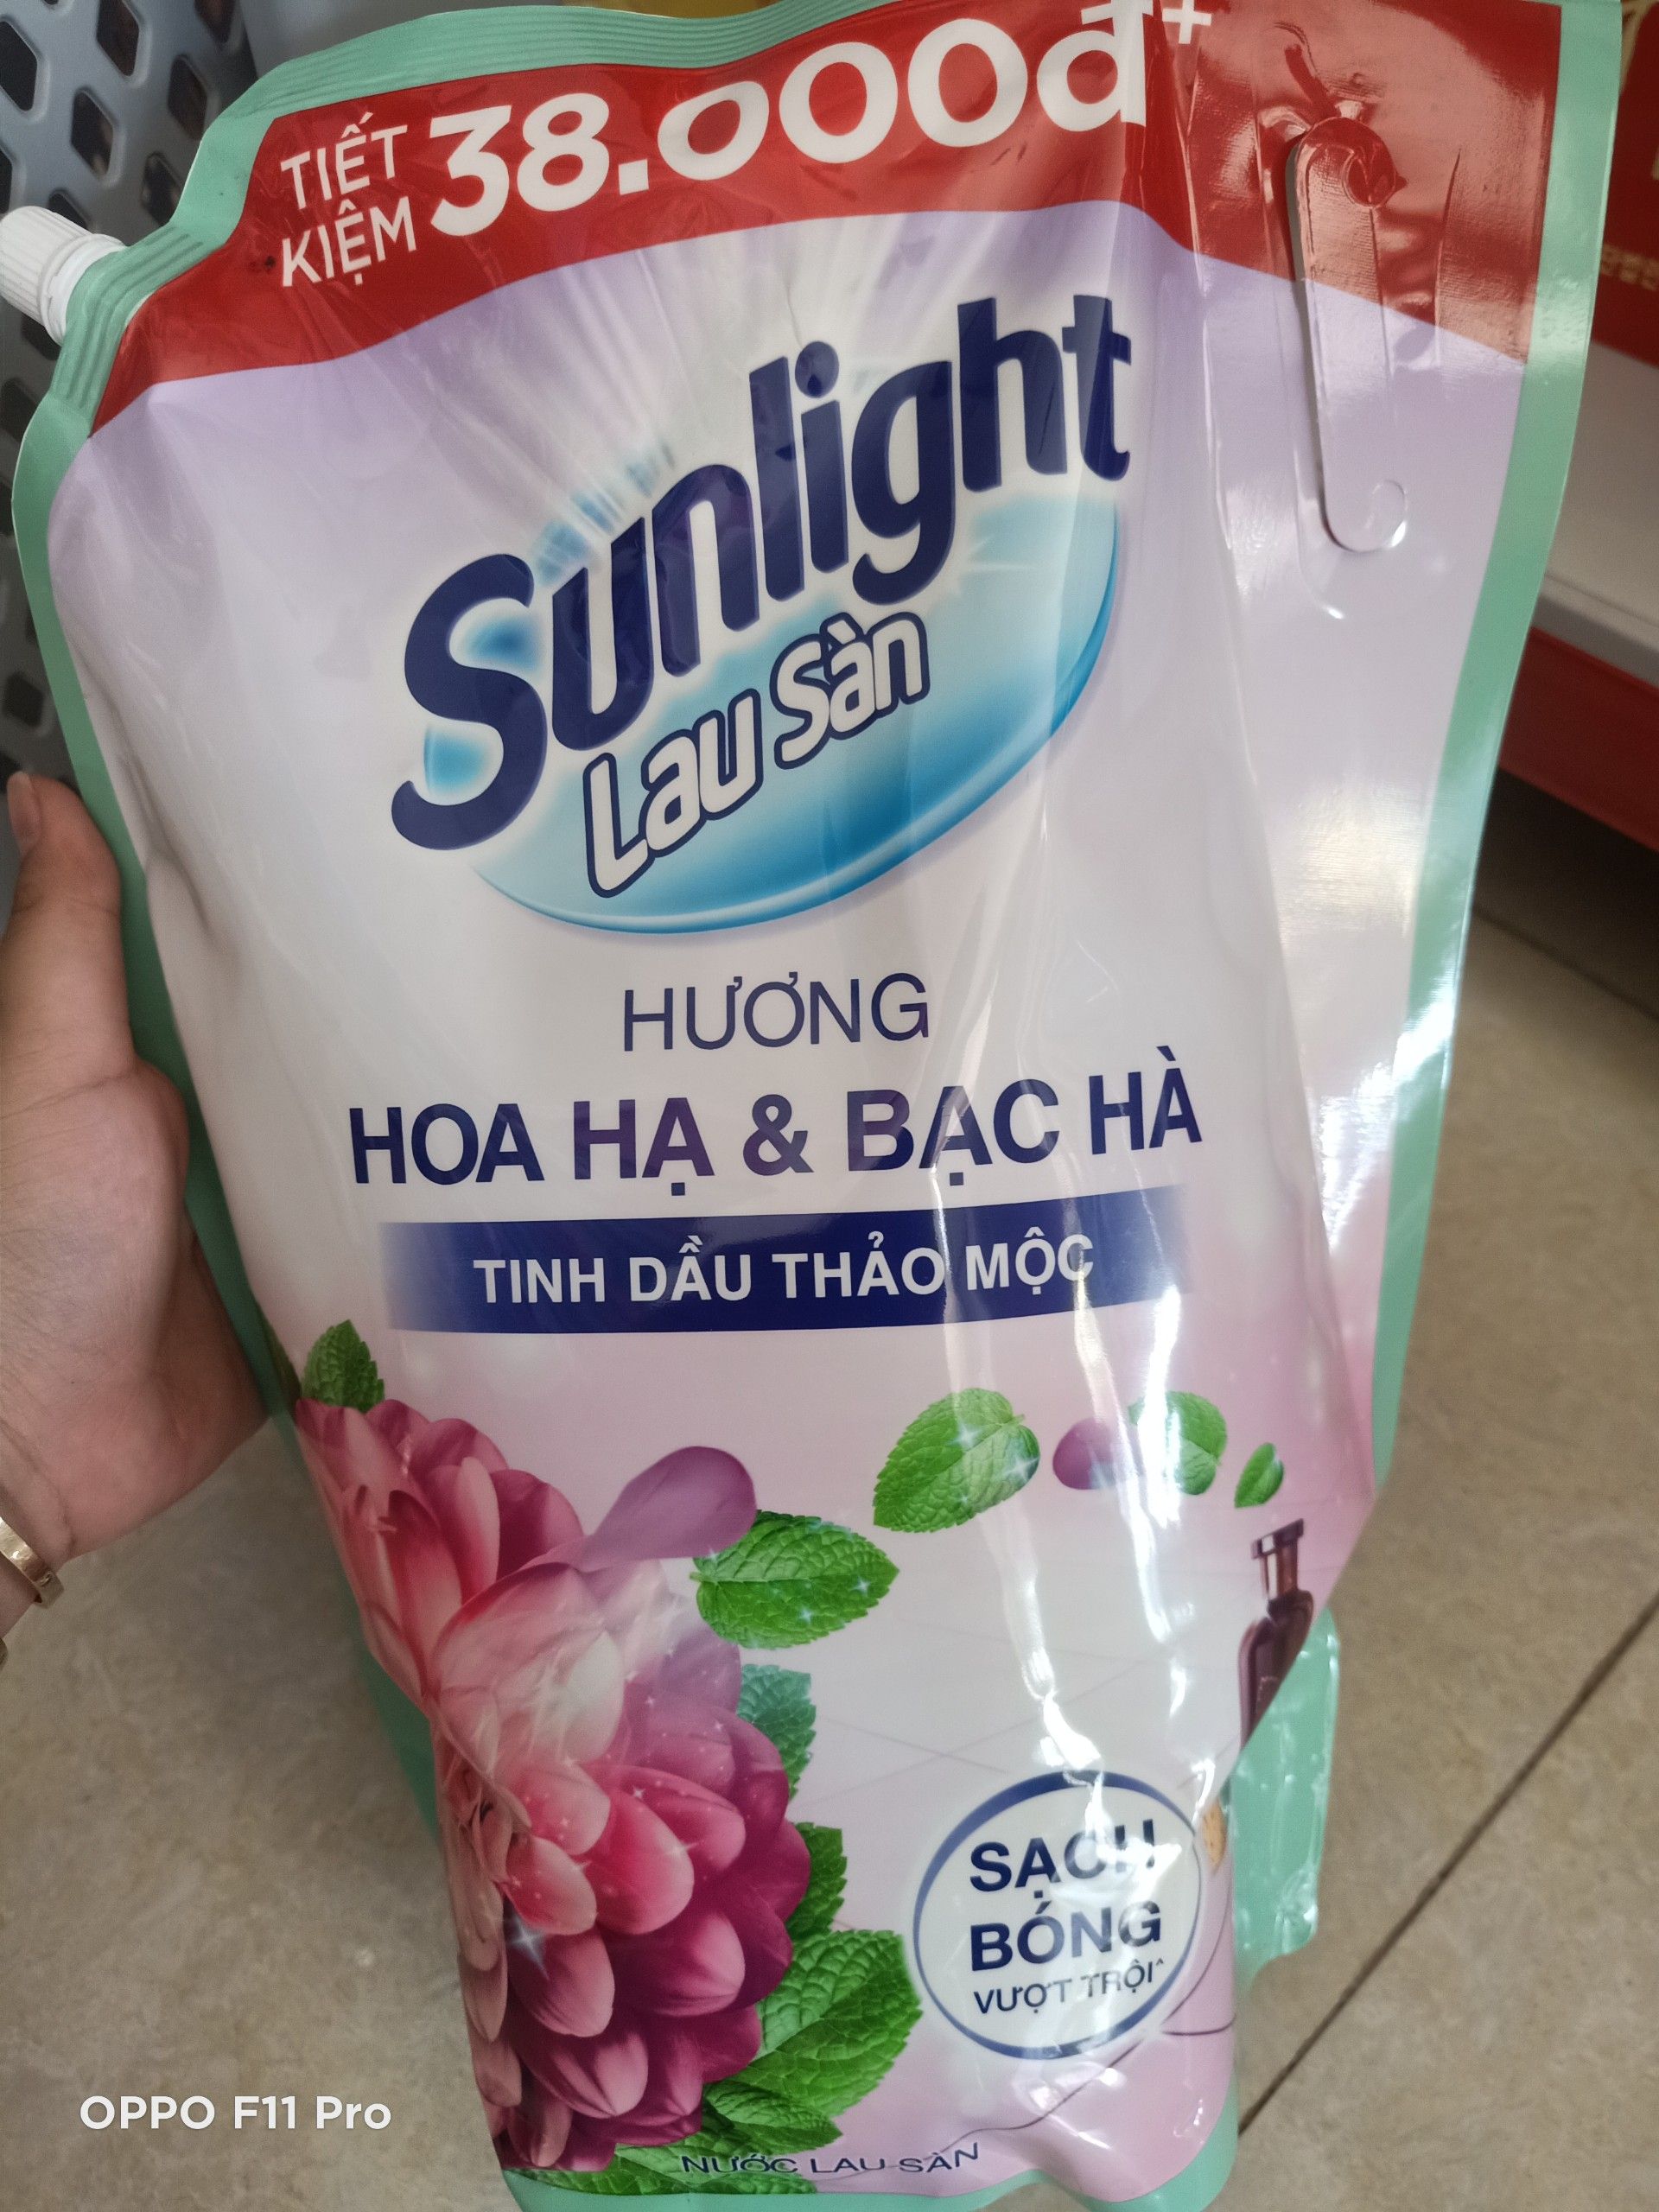 TIẾT KIỆM 38.000đ+
Sunlight
Lau Sàn
HƯƠNG
HOA HẠ & BẠC HÀ
TINH DẦU THẢO MỘC
SẠCH
BÓNG
VƯỢT TRỘI^
NƯỚC LAU SÀN
OPPO F11 Pro